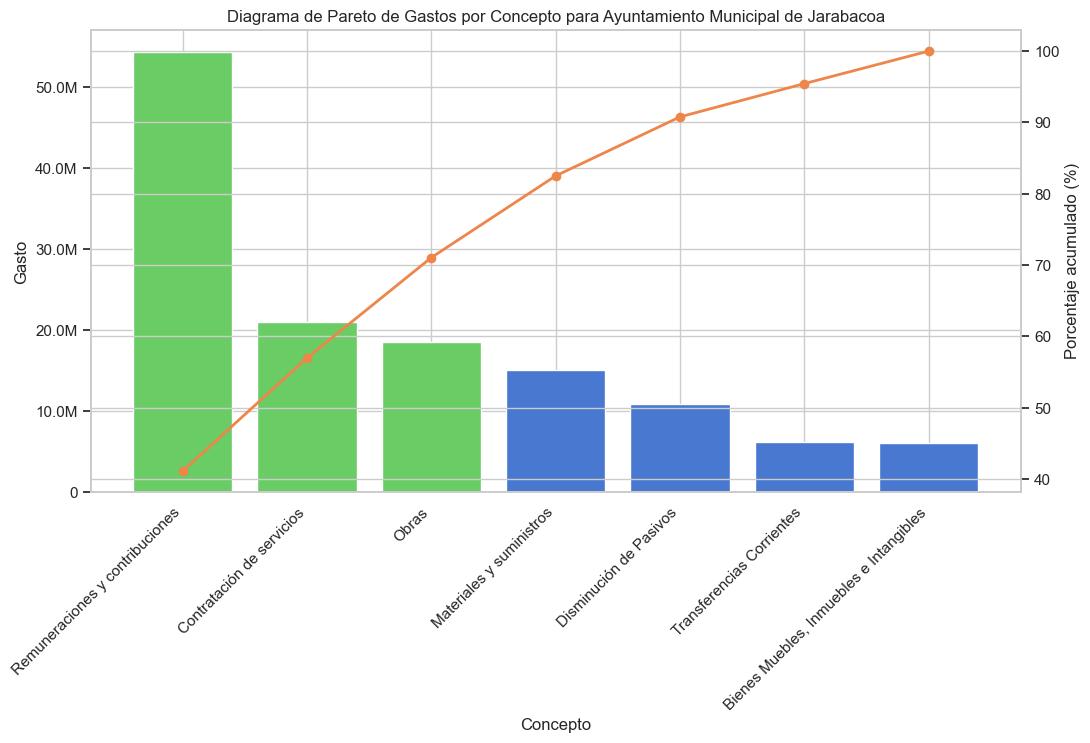 Diagrama de Pareto de Gastos por Concepto para Ayuntamiento Municipal de Jarabacoa
Gasto
50.0M
40.0M
30.0M
20.0M
10.0M
0
100
90
80
70
60
50
40
Porcentaje acumulado (%)
Remuneraciones y contribuciones
Contratación de servicios
Obras
Materiales y suministros
Disminución de Pasivos
Transferencias Corrientes
Bienes Muebles, Inmuebles e Intangibles
Concepto